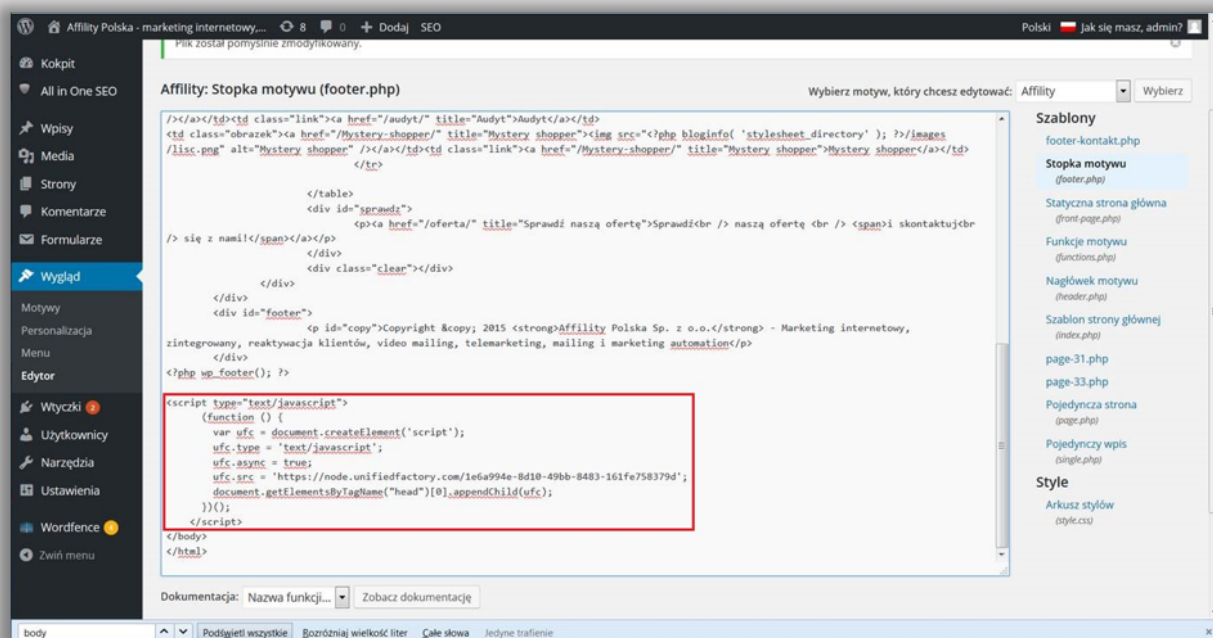 Affility Polska - marketing internetowy,... 8 0 + Dodaj SEO Polski Jak się masz, admin?
Plik został pomyślnie zmodyfikowany.
Kokpit
All in One SEO
Wpisy
Media
Strony
Komentarze
Formularze
Wygląd
Motywy
Personalizacja
Menu
Edytor
Wtyczki 2
Użytkownicy
Narzędzia
Ustawienia
Wordfence 4
Zwiń menu
Affility: Stopka motywu (footer.php)
Wybierz motyw, który chcesz edytować: Affility Wybierz
/></a></td><td class="link"><a href="/audyt/" title="Audyt">Audyt</a></td>
<td class="obrazek"><a href="/Mystery-shopper/" title="Mystery shopper"><img src="<?php bloginfo( 'stylesheet_directory' ); ?>/images
/lisc.png" alt="Mystery shopper" /></a></td><td class="link"><a href="/Mystery-shopper/" title="Mystery shopper">Mystery shopper</a></td>
</tr>
</table>
<div id="sprawdz">
<p><a href="/oferta/" title="Sprawdź naszą ofertę">Sprawdź<br /> naszą ofertę <br /> <span>i skontaktuj<br
/> się z nami!</span></a></p>
</div>
<div class="clear"></div>
</div>
</div>
<div id="footer">
<p id="copy">Copyright &copy; 2015 <strong>Affility Polska Sp. z o.o.</strong> - Marketing internetowy,
zintegrowany, reaktywacja klientów, video mailing, telemarketing, mailing i marketing automation</p>
</div>
<?php wp_footer(); ?>
<script type="text/javascript">
(function () {
var ufc = document.createElement('script');
ufc.type = 'text/javascript';
ufc.async = true;
ufc.src = 'https://node.unifiedfactory.com/1e6a994e-8d10-49bb-8483-161fe758379d';
document.getElementsByTagName("head")[0].appendChild(ufc);
})();
</script>
</body>
</html>
Dokumentacja: Nazwa funkcji... Zobacz dokumentację
Szablony
footer-kontakt.php
Stopka motywu
(footer.php)
Statyczna strona główna
(front-page.php)
Funkcje motywu
(functions.php)
Nagłówek motywu
(header.php)
Szablon strony głównej
(index.php)
page-31.php
page-33.php
Pojedyncza strona
(page.php)
Pojedynczy wpis
(single.php)
Style
Arkusz stylów
(style.css)
body Podświetl wszystkie Rozróżniaj wielkość liter Całe słowa Jedyne trafienie x